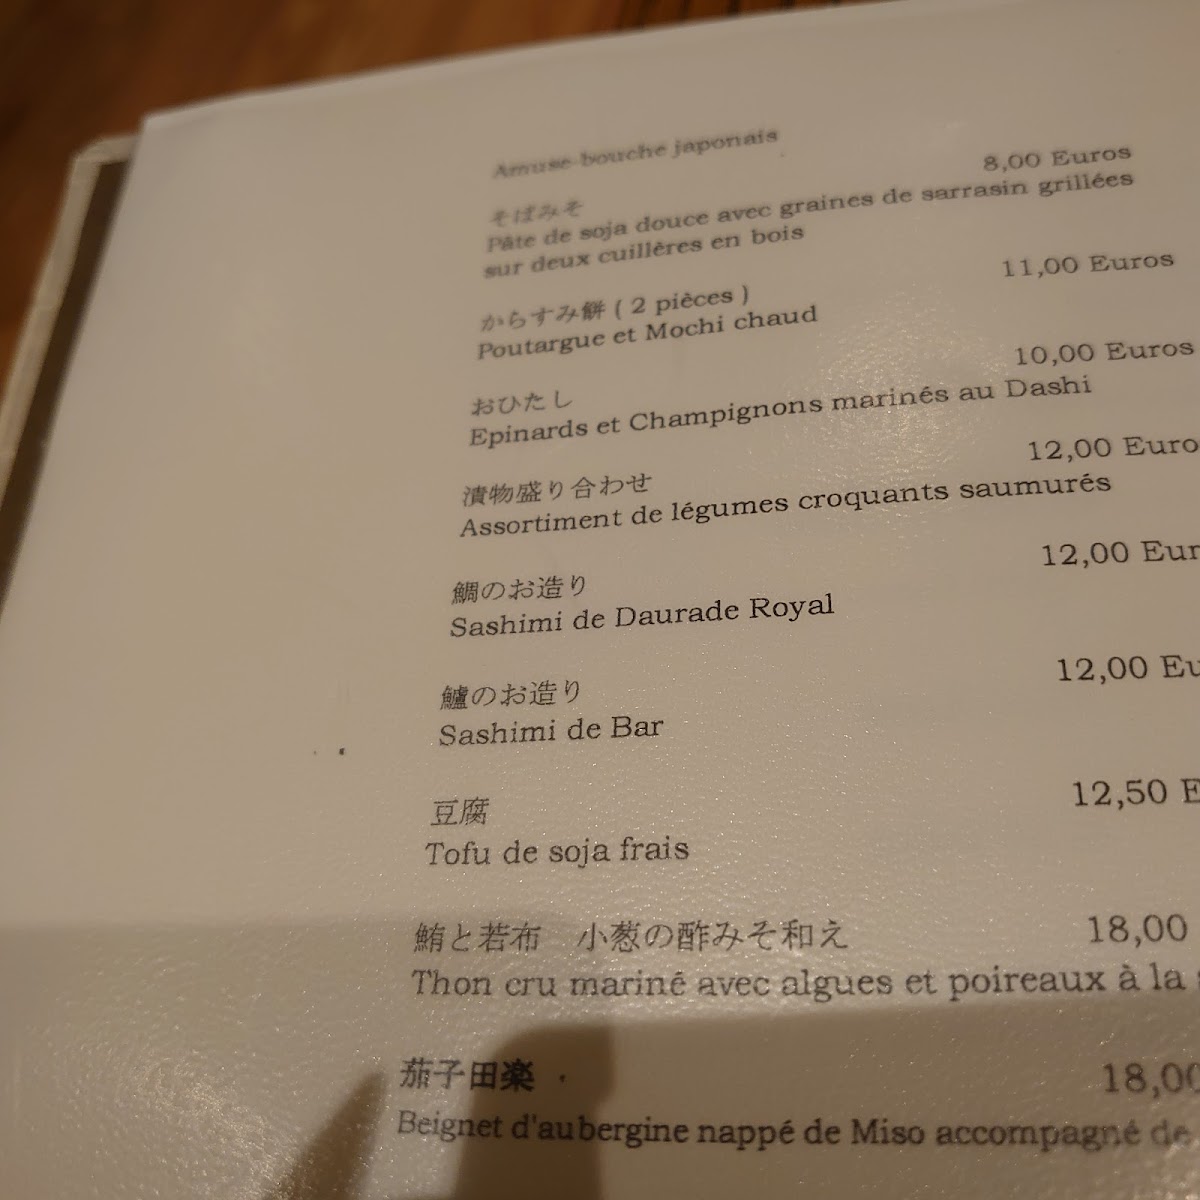 Amuse-bouche japonais
8,00 Euros
そばみそ
Pâte de soja douce avec graines de sarrasin grillées
sur deux cuillères en bois
11,00 Euros
からすみ餅 ( 2 pièces )
Poutargue et Mochi chaud
10,00 Euros
おひたし
Epinards et Champignons marinés au Dashi
12,00 Euro
漬物盛り合わせ
Assortiment de légumes croquants saumurés
12,00 Eur
鯛のお造り
Sashimi de Daurade Royal
12,00 Eu
鱸のお造り
Sashimi de Bar
12,50 E
豆腐
Tofu de soja frais
鮪と若布　小葱の酢みそ和え 18,00
Thon cru mariné avec algues et poireaux à la
茄子田楽 18,00
Beignet d'aubergine nappé de Miso accompagné de